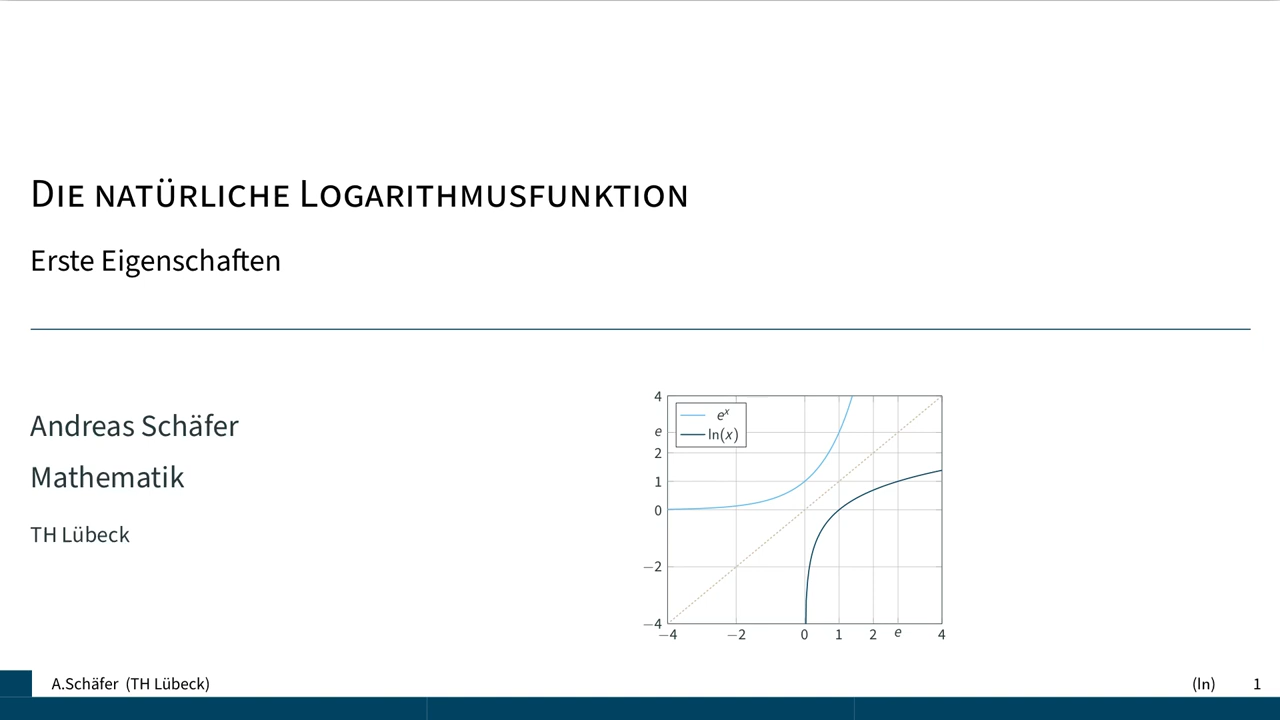 Die natürliche Logarithmusfunktion
Erste Eigenschaften
Andreas Schäfer
Mathematik
TH Lübeck
4
e
2
1
0
−2
−4
e^x
ln(x)
−4 −2 0 1 2 e 4
A.Schäfer (TH Lübeck) (ln) 1